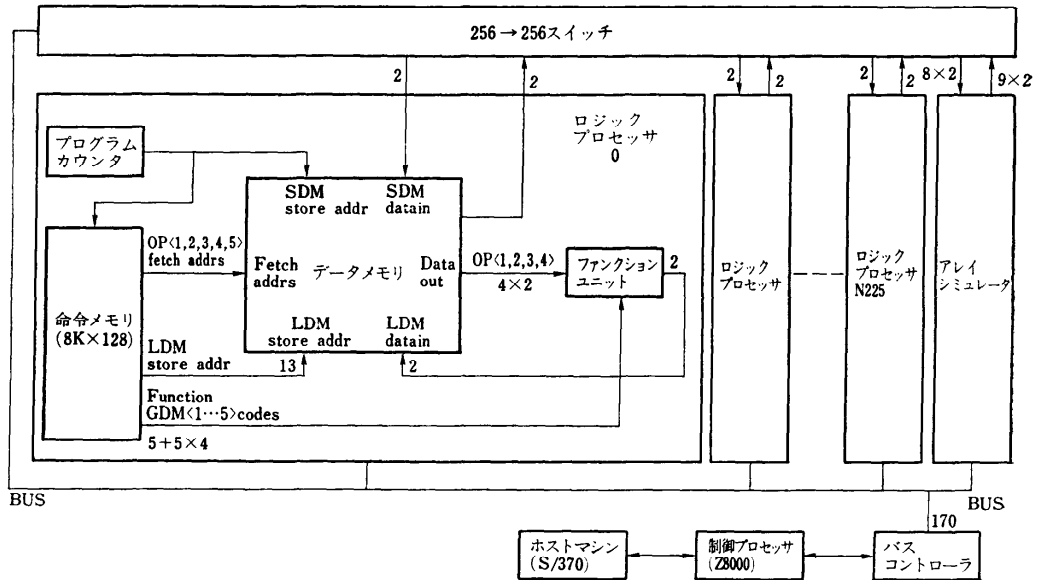 256→256スイッチ
2
2
2
2
2
2
8×2
9×2
ロジック
プロセッサ
0
プログラム
カウンタ
SDM
store addr
SDM
datain
OP<1,2,3,4,5>
fetch addrs
Fetch
addrs
データメモリ
Data
out
OP<1,2,3,4>
4×2
ファンクション
ユニット
2
命令メモリ
(8K×128)
LDM
store addr
LDM
datain
LDM
store addr
13
2
Function
GDM<1…5>codes
5+5×4
ロジック
プロセッサ
ロジック
プロセッサ
N225
アレイ
シミュレータ
BUS
BUS
170
ホストマシン
(S/370)
制御プロセッサ
(Z8000)
バス
コントローラ